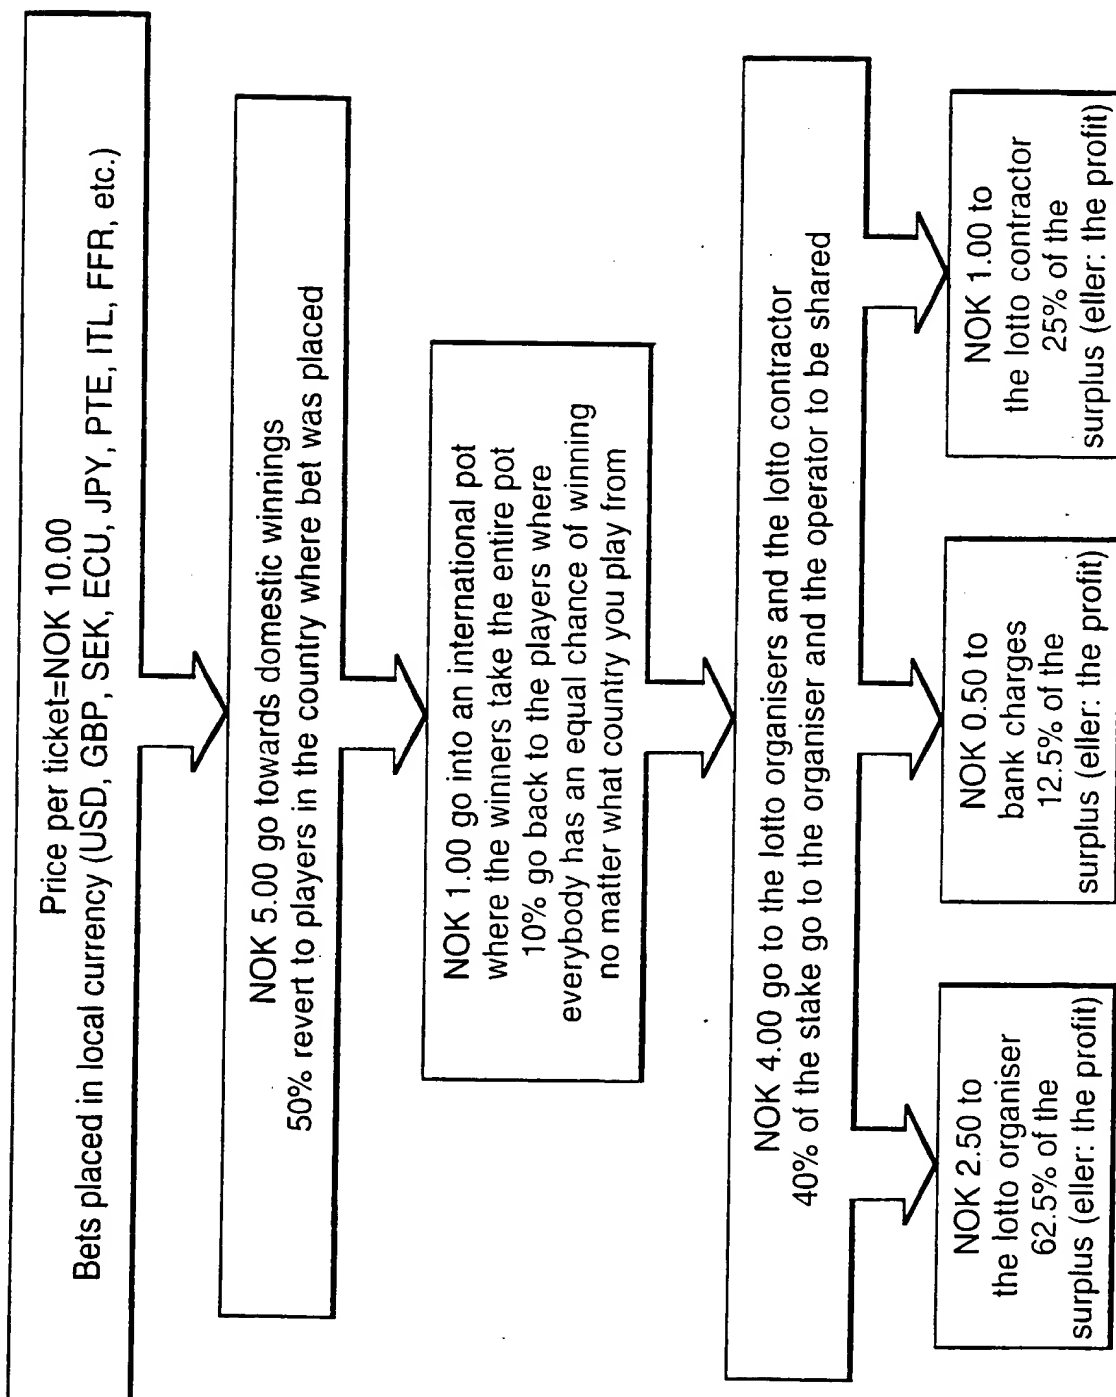 Price per ticket=NOK 10.00
Bets placed in local currency (USD, GBP, SEK, ECU, JPY, PTE, ITL, FFR, etc.)
NOK 5.00 go towards domestic winnings
50% revert to players in the country where bet was placed
NOK 1.00 go into an international pot
where the winners take the entire pot
10% go back to the players where
everybody has an equal chance of winning
no matter what country you play from
NOK 4.00 go to the lotto organisers and the lotto contractor
40% of the stake go to the organiser and the operator to be shared
NOK 2.50 to
the lotto organiser
62.5% of the
surplus (eller: the profit)
NOK 0.50 to
bank charges
12.5% of the
surplus (eller: the profit)
NOK 1.00 to
the lotto contractor
25% of the
surplus (eller: the profit)